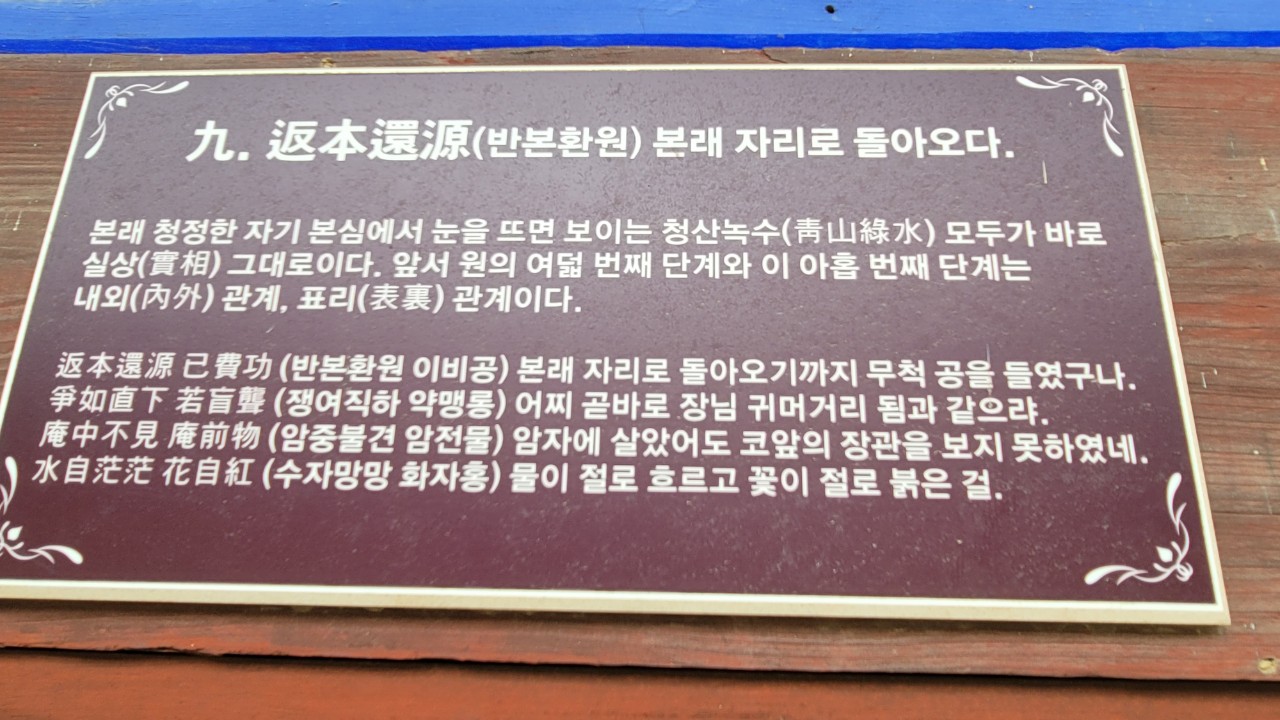 九. 返本還源(반본환원) 본래 자리로 돌아오다.
본래 청정한 자기 본심에서 눈을 뜨면 보이는 청산녹수(靑山綠水) 모두가 바로
실상(實相) 그대로이다. 앞서 원의 여덟 번째 단계와 이 아홉 번째 단계는
내외(內外) 관계, 표리(表裏) 관계이다.
返本還源 已費功 (반본환원 이비공) 본래 자리로 돌아오기까지 무척 공을 들였구나.
爭如直下 若盲聾 (쟁여직하 약맹롱) 어찌 곧바로 장님 귀머거리 됨과 같으랴.
庵中不見 庵前物 (암중불견 암전물) 암자에 살았어도 코앞의 장관을 보지 못하였네.
水自茫茫 花自紅 (수자망망 화자홍) 물이 절로 흐르고 꽃이 절로 붉은 걸.